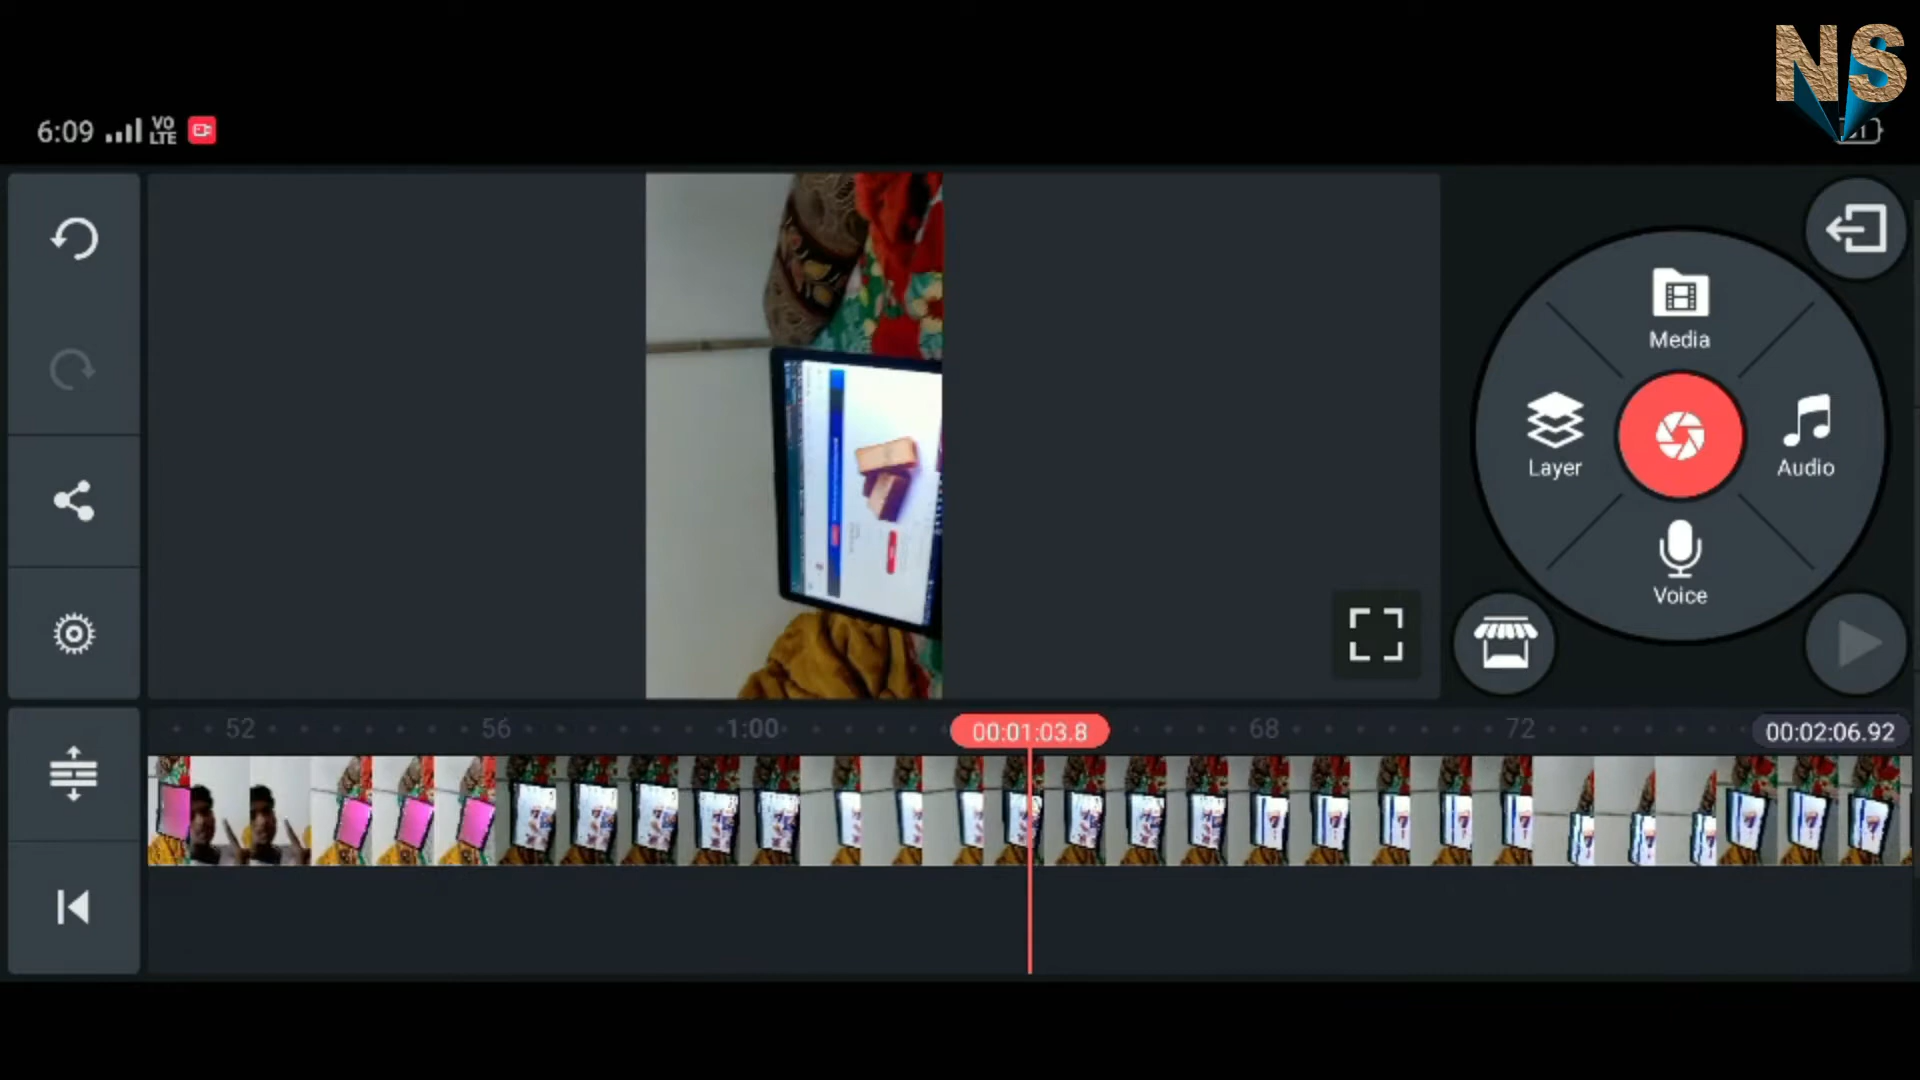 NS
6:09 VO LTE
Media
Layer
Audio
Voice
52 56 1:00 00:01:03.8 68 72 00:02:06.92